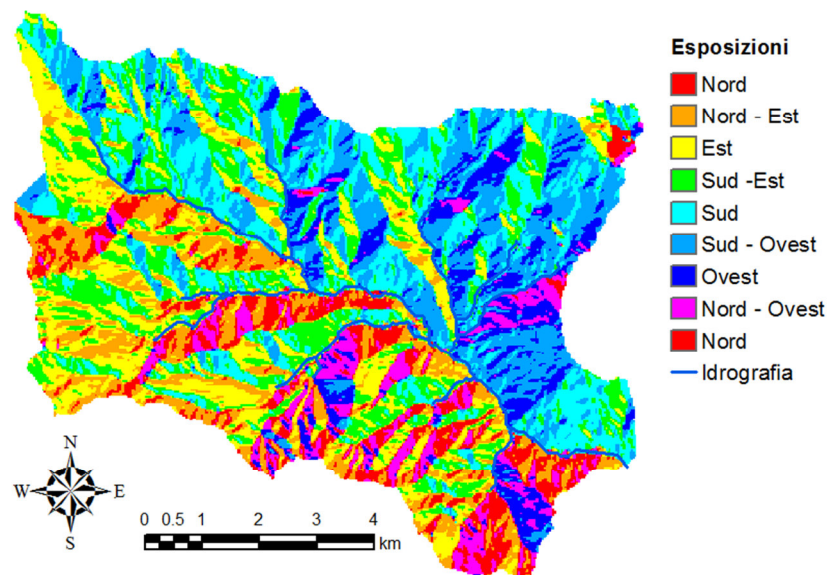 Esposizioni
Nord
Nord - Est
Est
Sud -Est
Sud
Sud - Ovest
Ovest
Nord - Ovest
Nord
Idrografia
N
W E
S
0 0.5 1 2 3 4
km